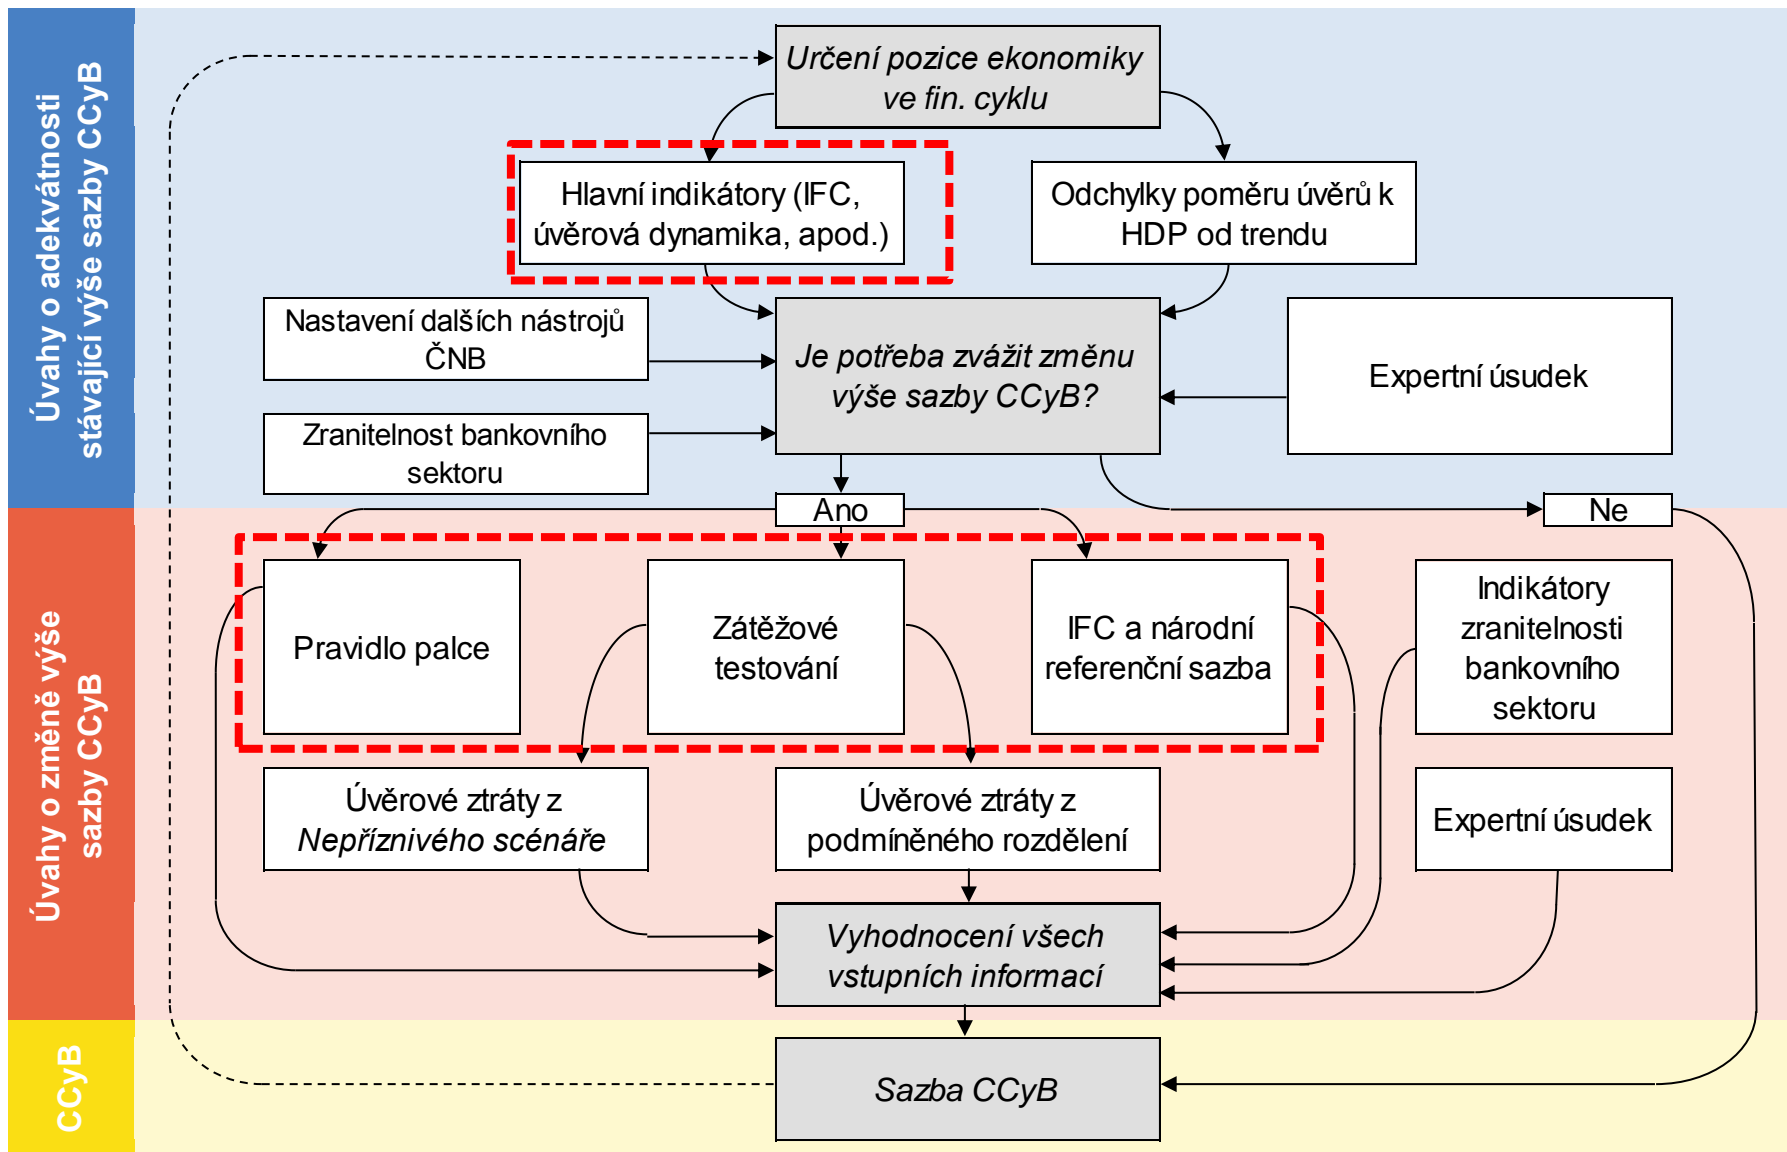 Úvahy o adekvátnosti
stávající výše sazby CCyB
Určení pozice ekonomiky
ve fin. cyklu
Hlavní indikátory (IFC,
úvěrová dynamika, apod.)
Odchylky poměru úvěrů k
HDP od trendu
Nastavení dalších nástrojů
ČNB
Je potřeba zvážit změnu
výše sazby CCyB?
Expertní úsudek
Zranitelnost bankovního
sektoru
Ano
Ne
Úvahy o změně výše
sazby CCyB
Pravidlo palce
Zátěžové
testování
IFC a národní
referenční sazba
Indikátory
zranitelnosti
bankovního
sektoru
Úvěrové ztráty z
Nepříznivého scénáře
Úvěrové ztráty z
podmíněného rozdělení
Expertní úsudek
Vyhodnocení všech
vstupních informací
CCyB
Sazba CCyB